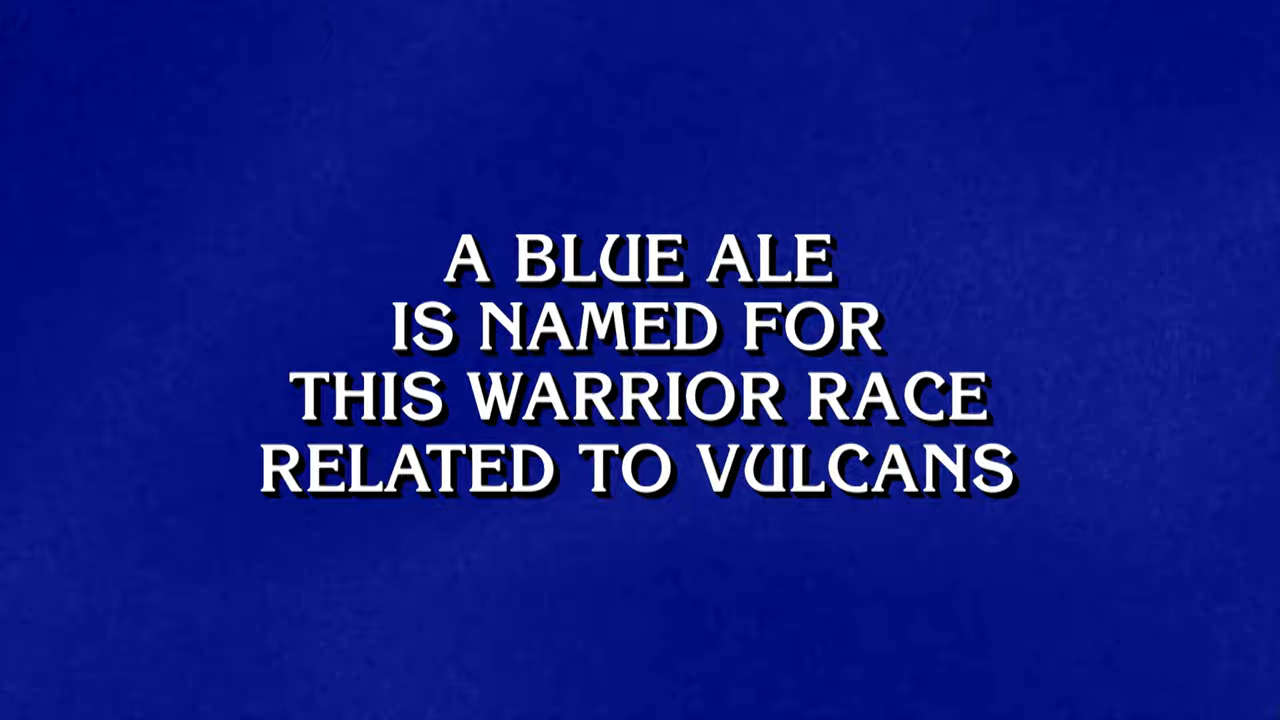 A BLUE ALE
IS NAMED FOR
THIS WARRIOR RACE
RELATED TO VULCANS